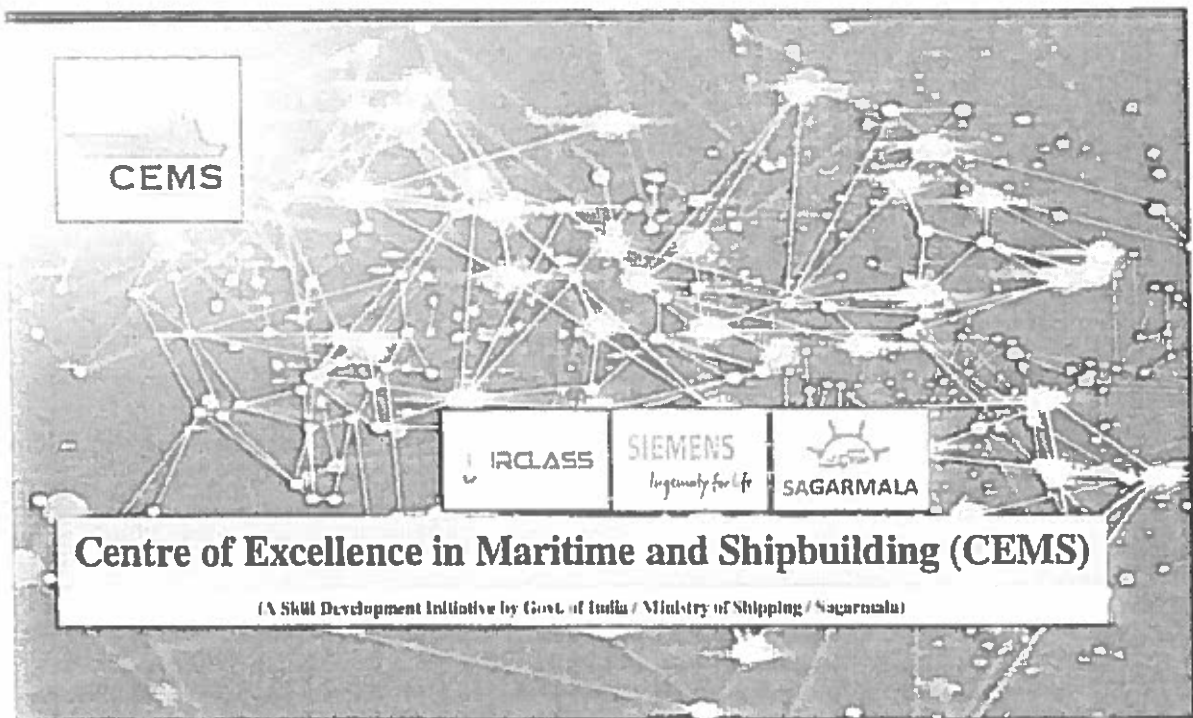 CEMS
IRCLASS
SIEMENS
Ingenuity for life
SAGARMALA
Centre of Excellence in Maritime and Shipbuilding (CEMS)
(A Skill Development Initiative by Govt. of India / Ministry of Shipping / Sagarmala)